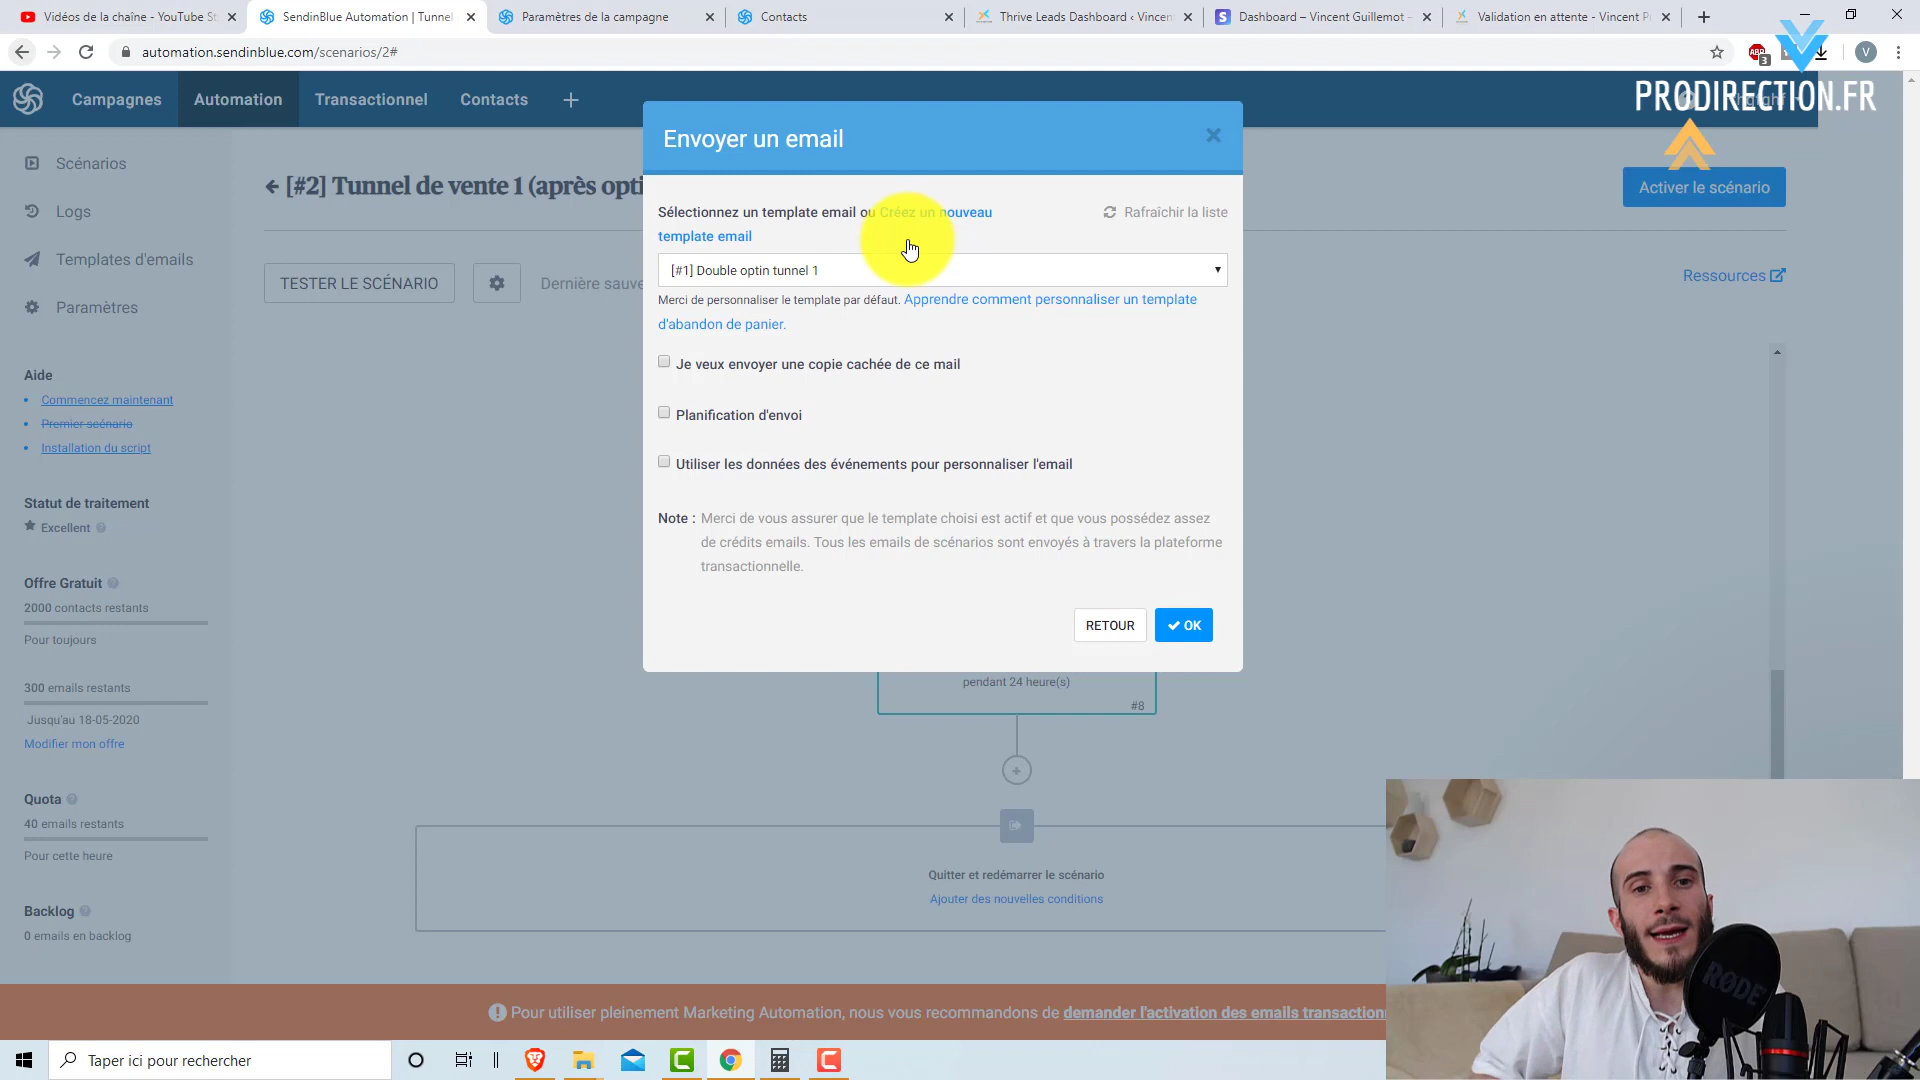 Vidéos de la chaîne - YouTube St
SendinBlue Automation | Tunnel
Paramètres de la campagne
Contacts
Thrive Leads Dashboard ‹ Vincen
Dashboard – Vincent Guillemot –
Validation en attente - Vincent P
automation.sendinblue.com/scenarios/2#
ABP
3
V
PRODIRECTION.FR
Campagnes
Automation
Transactionnel
Contacts
Envoyer un email
Scénarios
Logs
Templates d'emails
Paramètres
[#2] Tunnel de vente 1 (après opti
Activer le scénario
TESTER LE SCÉNARIO
Dernière sauve
Ressources
Sélectionnez un template email ou Créez un nouveau
template email
Rafraîchir la liste
[#1] Double optin tunnel 1
Merci de personnaliser le template par défaut. Apprendre comment personnaliser un template
d'abandon de panier.
Je veux envoyer une copie cachée de ce mail
Planification d'envoi
Utiliser les données des événements pour personnaliser l'email
Note : Merci de vous assurer que le template choisi est actif et que vous possédez assez
de crédits emails. Tous les emails de scénarios sont envoyés à travers la plateforme
transactionnelle.
RETOUR
OK
Aide
Commencez maintenant
Premier scénario
Installation du script
Statut de traitement
Excellent
Offre Gratuit
2000 contacts restants
Pour toujours
300 emails restants
Jusqu'au 18-05-2020
Modifier mon offre
Quota
40 emails restants
Pour cette heure
Backlog
0 emails en backlog
pendant 24 heure(s)
#8
Quitter et redémarrer le scénario
Ajouter des nouvelles conditions
Pour utiliser pleinement Marketing Automation, nous vous recommandons de demander l'activation des emails transaction
RØDE
Taper ici pour rechercher